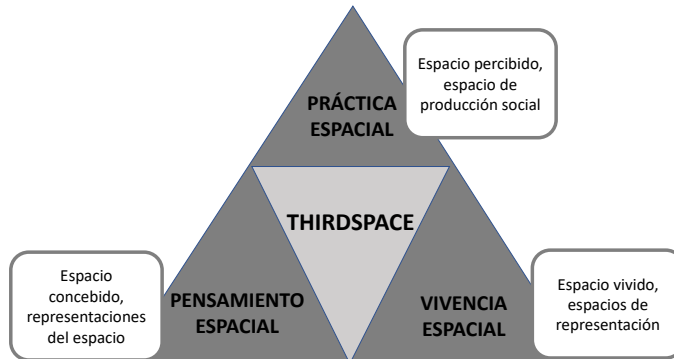 Espacio percibido,
espacio de
producción social
PRÁCTICA
ESPACIAL
THIRDSPACE
Espacio
concebido,
representaciones
del espacio
PENSAMIENTO
ESPACIAL
VIVENCIA
ESPACIAL
Espacio vivido,
espacios de
representación